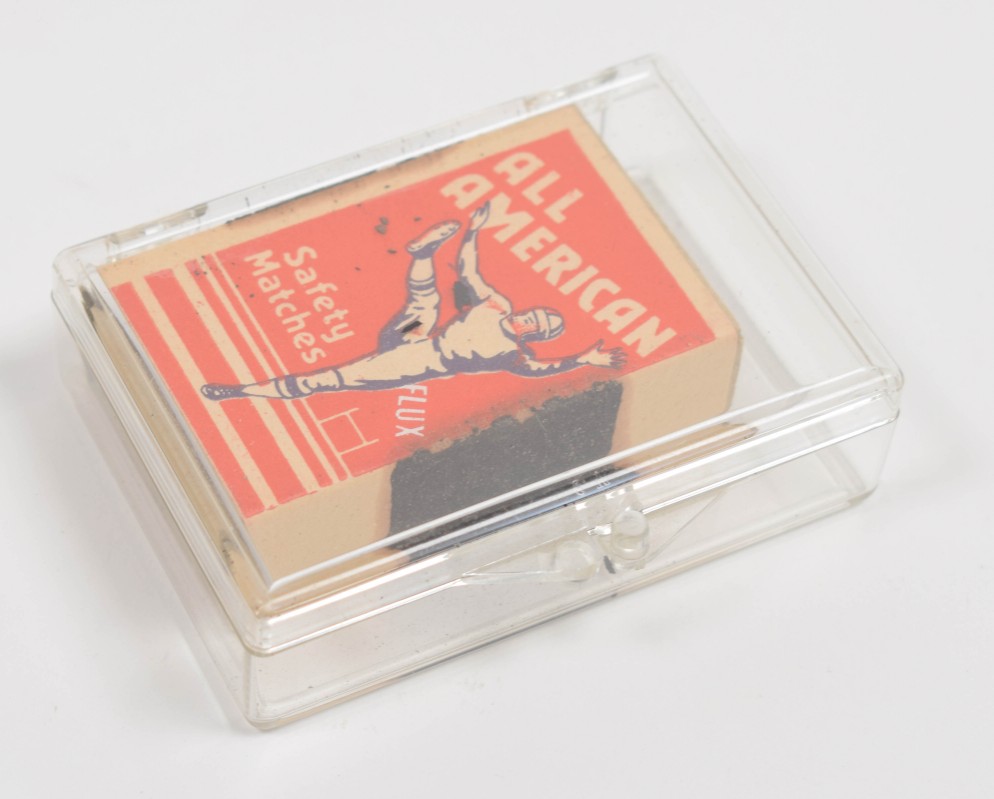 ALL
AMERICAN
Safety
Matches
FLUX